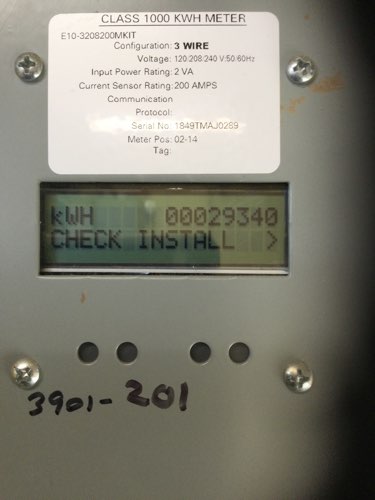 CLASS 1000 KWH METER
E10-3208200MKIT
Configuration: 3 WIRE
Voltage: 120:208:240 V:50/60Hz
Input Power Rating: 2 VA
Current Sensor Rating: 200 AMPS
Communication
Protocol:
Serial No: 1849TMAJ0289
Meter Pos: 02-14
Tag:
kWH 00029340
CHECK INSTALL >
3901-201